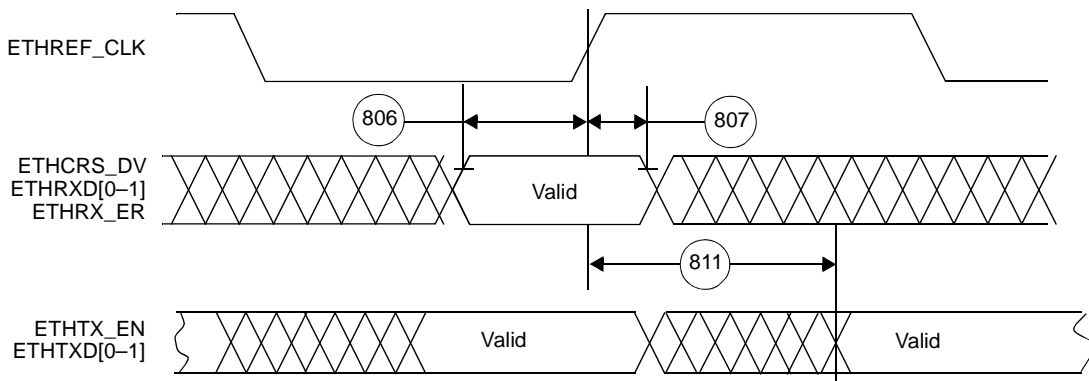 ETHREF_CLK
806
807
ETHCRS_DV
ETHRXD[0–1]
ETHRX_ER
Valid
811
ETHTX_EN
ETHTXD[0–1]
Valid
Valid